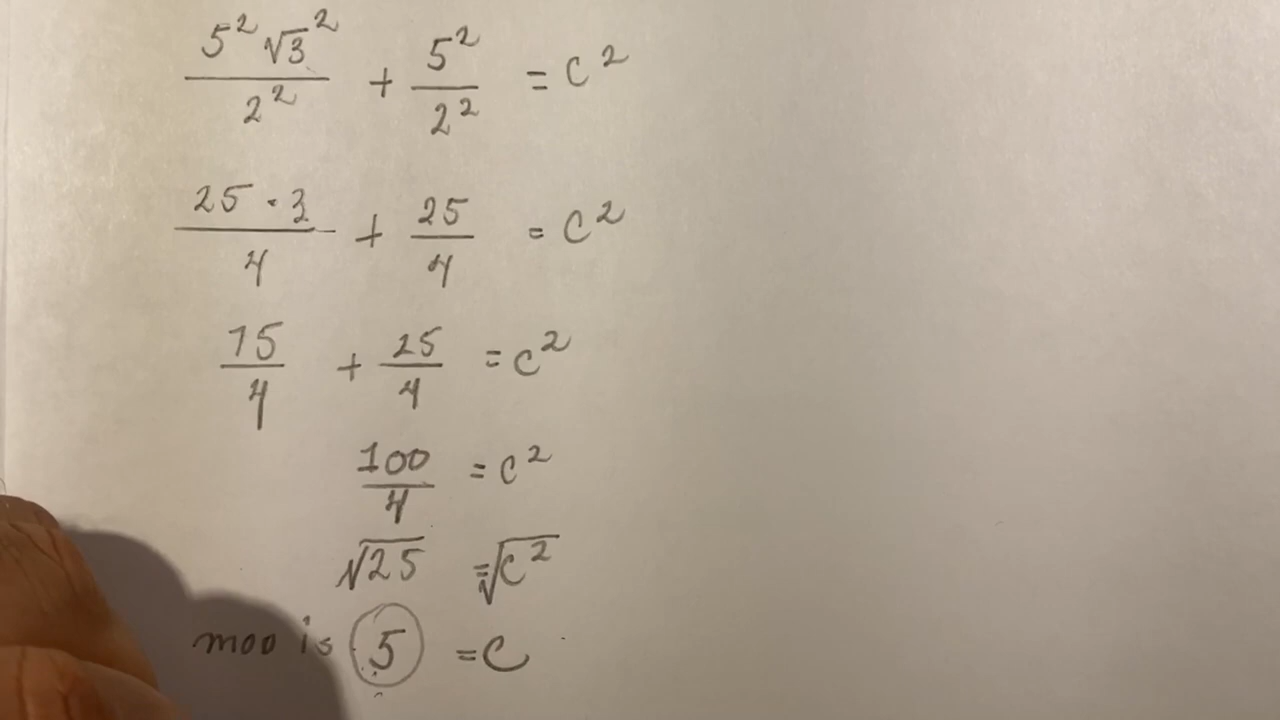 5² √3² / 2² + 5² / 2² = c²
25 · 3 / 4 + 25 / 4 = c²
75 / 4 + 25 / 4 = c²
100 / 4 = c²
√25 = √c²
moo is 5 = c